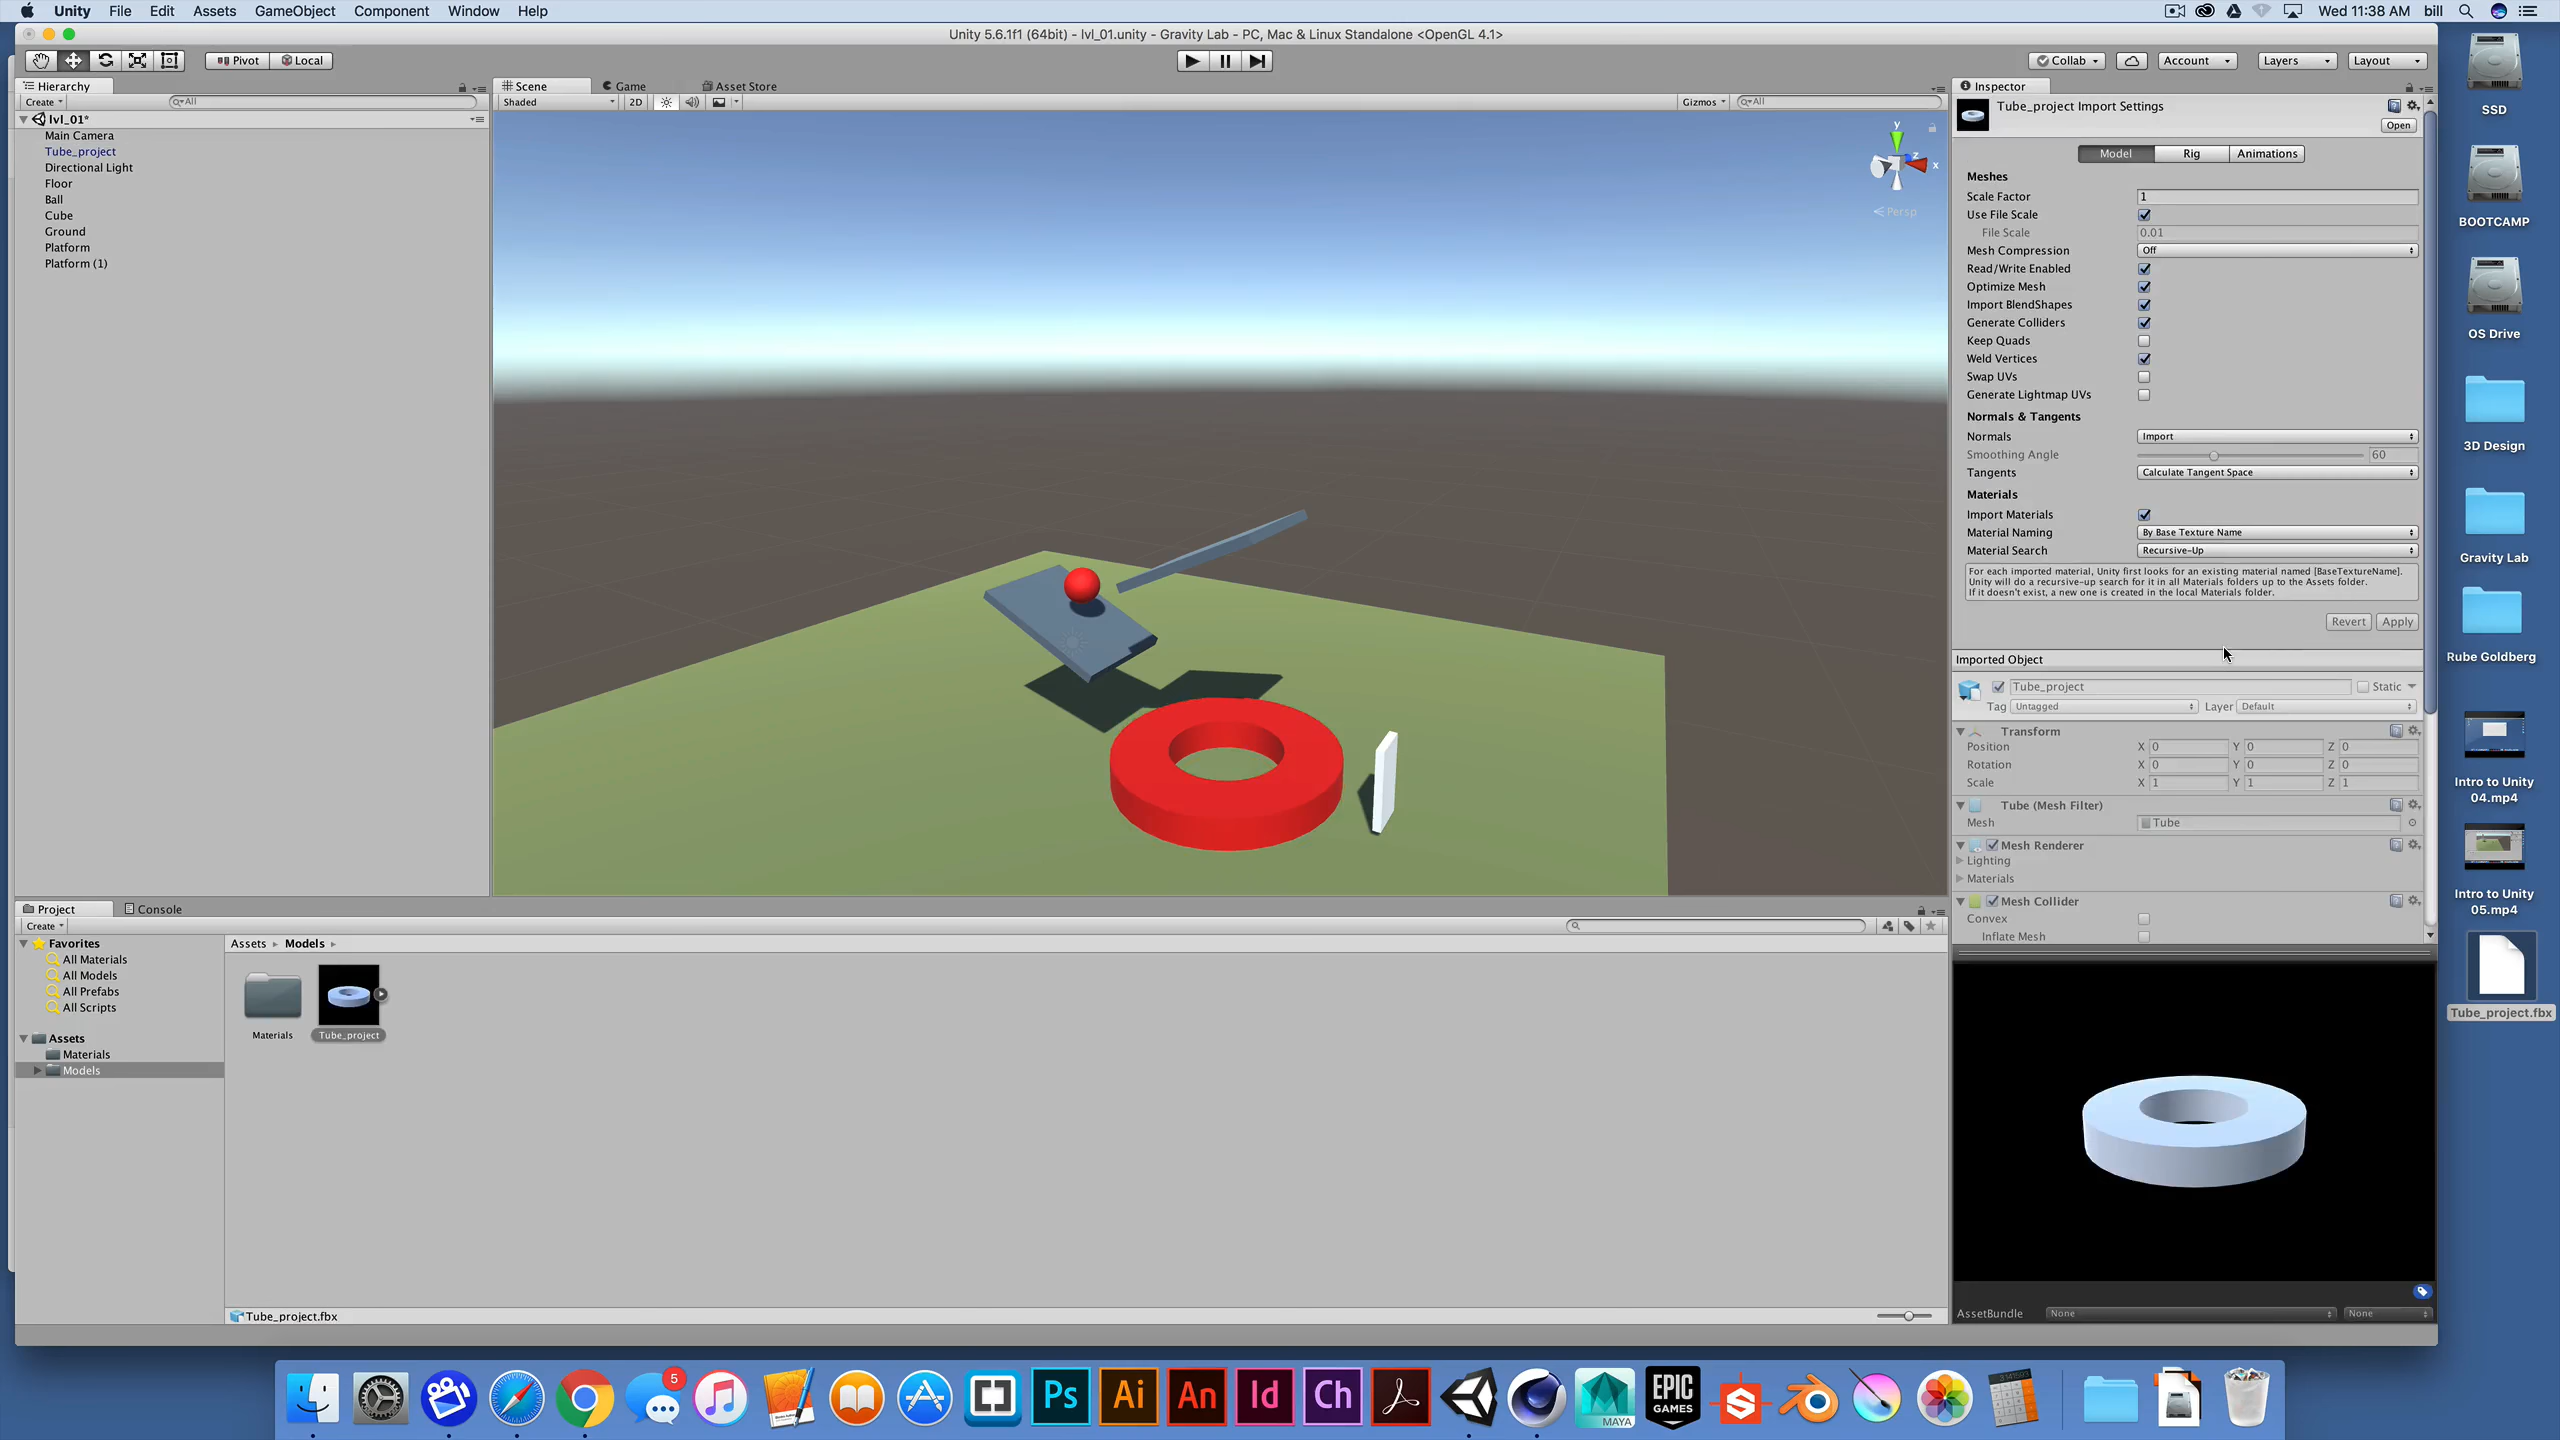 Unity File Edit Assets GameObject Component Window Help
Wed 11:38 AM bill
Unity 5.6.1f1 (64bit) - lvl_01.unity - Gravity Lab - PC, Mac & Linux Standalone <OpenGL 4.1>
Pivot Local
Collab Account Layers Layout
Hierarchy
Create All
lvl_01*
Main Camera
Tube_project
Directional Light
Floor
Ball
Cube
Ground
Platform
Platform (1)
Scene Game Asset Store
Shaded 2D Gizmos All
y
z
x
Persp
Inspector
Tube_project Import Settings
Open
Model Rig Animations
Meshes
Scale Factor 1
Use File Scale
File Scale 0.01
Mesh Compression Off
Read/Write Enabled
Optimize Mesh
Import BlendShapes
Generate Colliders
Keep Quads
Weld Vertices
Swap UVs
Generate Lightmap UVs
Normals & Tangents
Normals Import
Smoothing Angle 60
Tangents Calculate Tangent Space
Materials
Import Materials
Material Naming By Base Texture Name
Material Search Recursive-Up
For each imported material, Unity first looks for an existing material named [BaseTextureName].
Unity will do a recursive-up search for it in all Materials folders up to the Assets folder.
If it doesn't exist, a new one is created in the local Materials folder.
Revert Apply
Imported Object
Tube_project Static
Tag Untagged Layer Default
Transform
Position X 0 Y 0 Z 0
Rotation X 0 Y 0 Z 0
Scale X 1 Y 1 Z 1
Tube (Mesh Filter)
Mesh Tube
Mesh Renderer
Lighting
Materials
Mesh Collider
Convex
Inflate Mesh
AssetBundle None None
Project Console
Create
Favorites
All Materials
All Models
All Prefabs
All Scripts
Assets
Materials
Models
Assets Models
Materials Tube_project
Tube_project.fbx
SSD
BOOTCAMP
OS Drive
3D Design
Gravity Lab
Rube Goldberg
Intro to Unity
04.mp4
Intro to Unity
05.mp4
Tube_project.fbx
5
Ps Ai An Id Ch
MAYA
EPIC
GAMES